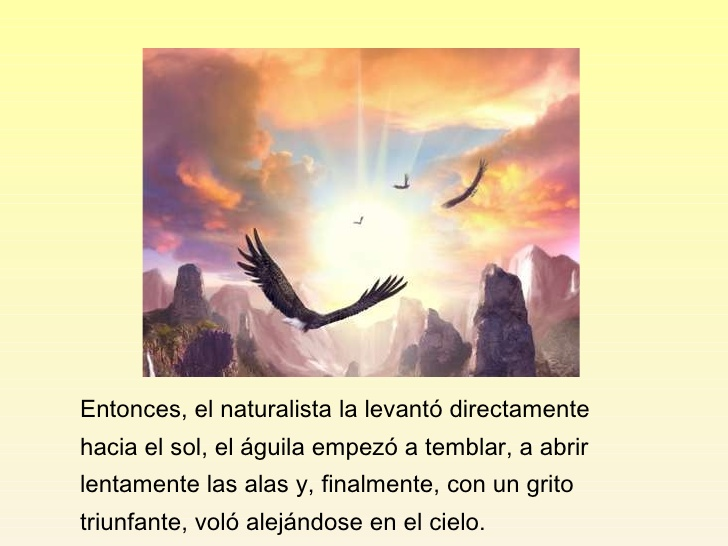 Entonces, el naturalista la levantó directamente
hacia el sol, el águila empezó a temblar, a abrir
lentamente las alas y, finalmente, con un grito
triunfante, voló alejándose en el cielo.